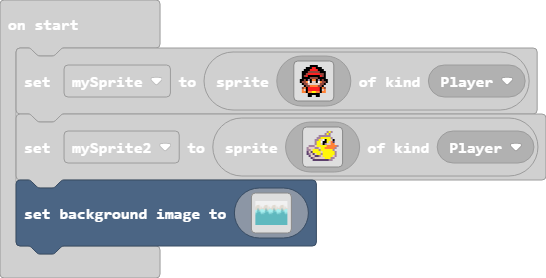 on start
set mySprite to sprite of kind Player
set mySprite2 to sprite of kind Player
set background image to